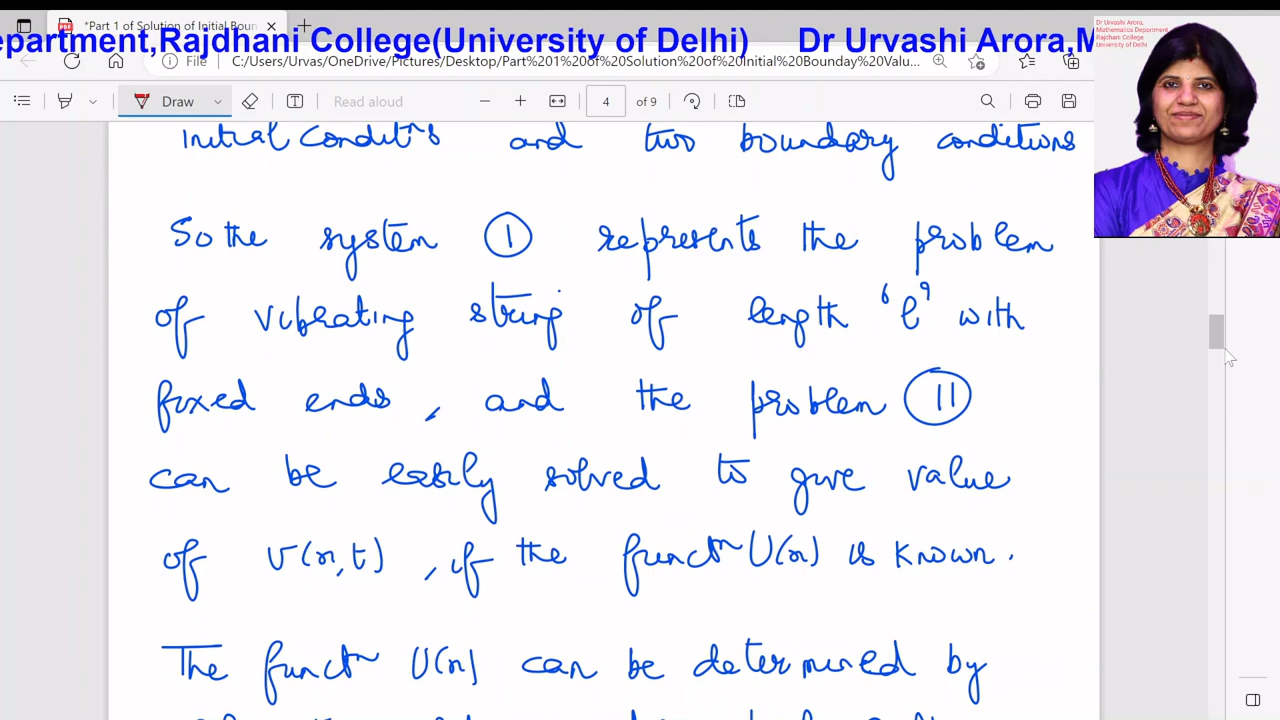 *Part 1 of Solution of Initial Boun
epartment,Rajdhani College(University of Delhi) Dr Urvashi Arora,M
Dr Urvashi Arora,
Mathematics Department
Rajdhani College
University of Delhi
File C:/Users/Urvas/OneDrive/Pictures/Desktop/Part%201%20of%20Solution%20of%20Initial%20Bounday%20Valu...
Draw Read aloud 4 of 9
Initial Condit^ns and two boundary conditions
So the system ① represents the problem
of vibrating string of length 'l' with
fixed ends, and the problem ⑪
can be easily solved to give value
of v(x,t), if the funct^n U(x) is known.
The funct^n U(x) can be determined by